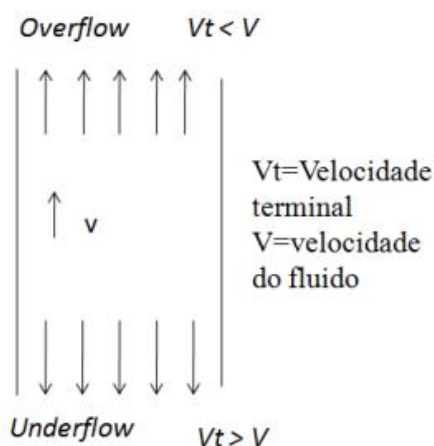 Overflow Vt < V
Vt=Velocidade
terminal
V=velocidade
do fluido
v
Underflow Vt > V